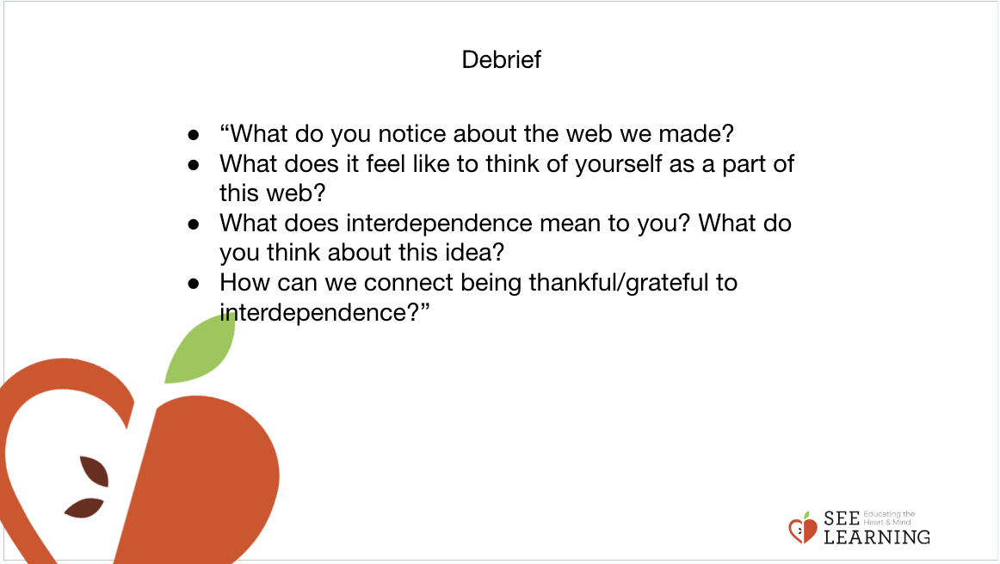 Debrief
● “What do you notice about the web we made?
● What does it feel like to think of yourself as a part of
this web?
● What does interdependence mean to you? What do
you think about this idea?
● How can we connect being thankful/grateful to
interdependence?”
SEE Educating the
Heart & Mind
LEARNING